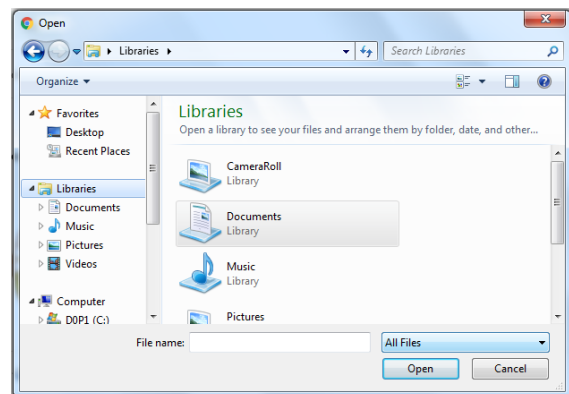 Open
Libraries
Search Libraries
Organize
Favorites
Desktop
Recent Places
Libraries
Documents
Music
Pictures
Videos
Computer
D0P1 (C:)
Libraries
Open a library to see your files and arrange them by folder, date, and other...
CameraRoll
Library
Documents
Library
Music
Library
Pictures
File name:
All Files
Open
Cancel